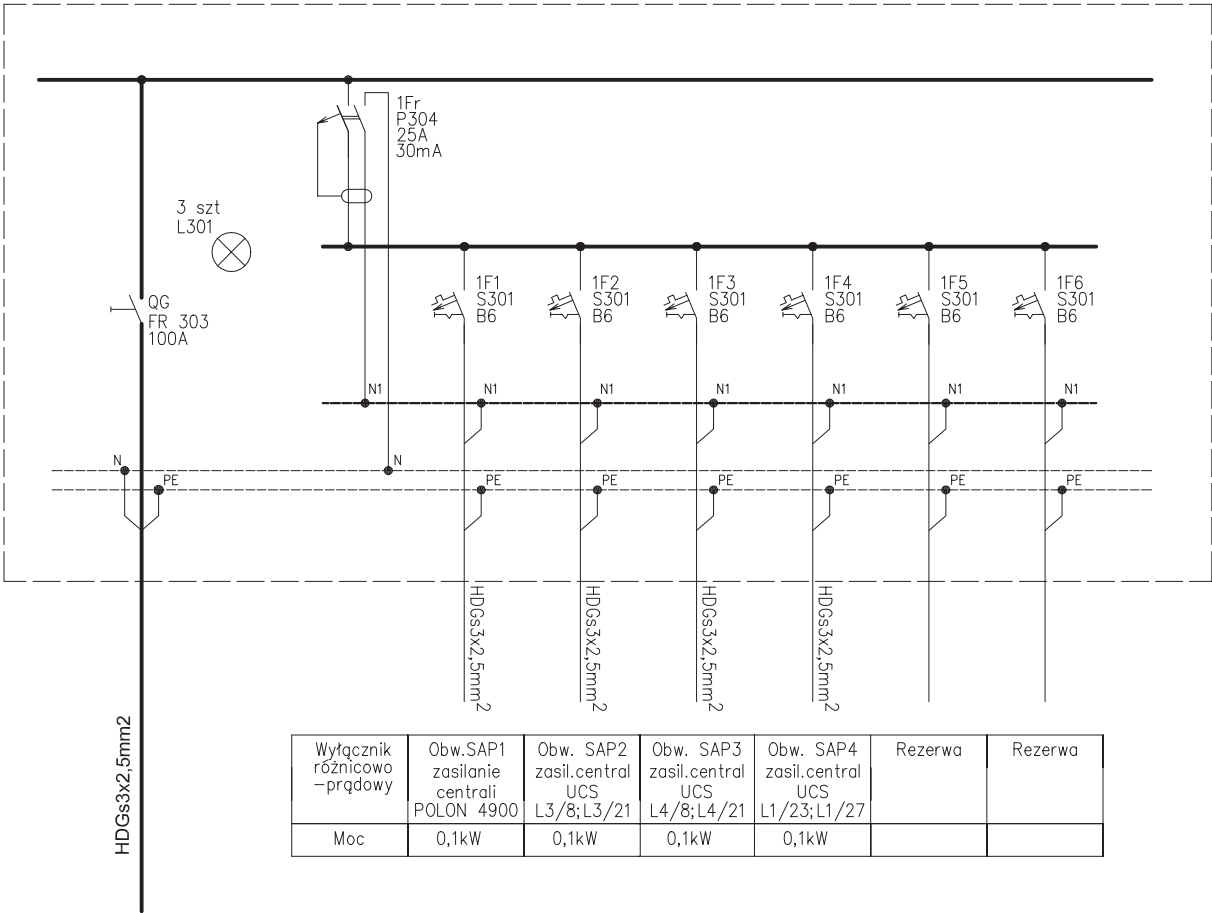 1Fr
P304
25A
30mA
3 szt
L301
QG
FR 303
100A
1F1
S301
B6
1F2
S301
B6
1F3
S301
B6
1F4
S301
B6
1F5
S301
B6
1F6
S301
B6
N1
N1
N1
N1
N1
N1
N1
N
N
PE
PE
PE
PE
PE
PE
PE
HDGs3x2,5mm2
HDGs3x2,5mm2
HDGs3x2,5mm2
HDGs3x2,5mm2
HDGs3x2,5mm2
Wyłącznik
różnicowo
-prądowy
Obw.SAP1
zasilanie
centrali
POLON 4900
Obw. SAP2
zasil.central
UCS
L3/8;L3/21
Obw. SAP3
zasil.central
UCS
L4/8;L4/21
Obw. SAP4
zasil.central
UCS
L1/23;L1/27
Rezerwa
Rezerwa
Moc
0,1kW
0,1kW
0,1kW
0,1kW